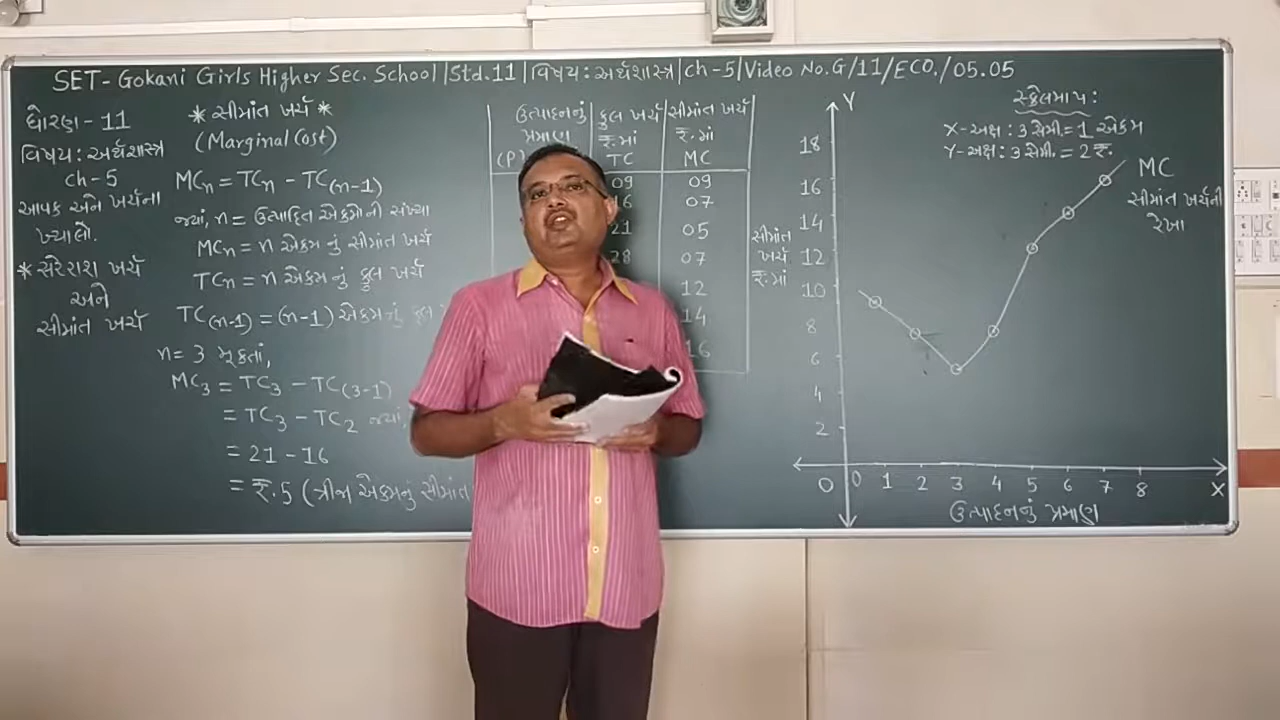 SET- Gokani Girls Higher Sec. School | Std.11 | વિષય: અર્થશાસ્ત્ર | ch-5 | Video No. G/11/ECO./05.05
ધોરણ-11
વિષય: અર્થશાસ્ત્ર
ch-5
આવક અને ખર્ચના
ખ્યાલો.
* સરેરાશ ખર્ચ
અને
સીમાંત ખર્ચ
* સીમાંત ખર્ચ *
(Marginal Cost)
MCn = TCn - TC(n-1)
જ્યાં, n = ઉત્પાદિત એકમોની સંખ્યા
MCn = n એકમ નું સીમાંત ખર્ચ
TCn = n એકમનું કુલ ખર્ચ
TC(n-1) = (n-1) એકમનું કુલ
n= 3 મૂકતાં,
MC3 = TC3 - TC(3-1)
= TC3 - TC2 જ્યાં,
= 21 - 16
= ₹.5 (ત્રીજા એકમનું સીમાંત
ઉત્પાદનનું કુલ ખર્ચ સીમાંત ખર્ચ
પ્રમાણ ₹.માં ₹.માં
(P) TC MC
09 09
16 07
21 05
28 07
12
14
16
સ્કેલમાપ:
X-અક્ષ: 3 સેમી. = 1 એકમ
Y-અક્ષ: 3 સેમી. = 2 ₹.
Y
18
16
14
12
10
8
6
4
2
સીમાંત
ખર્ચ
₹.માં
MC
સીમાંત ખર્ચની
રેખા
O 0 1 2 3 4 5 6 7 8 X
ઉત્પાદનનું પ્રમાણ